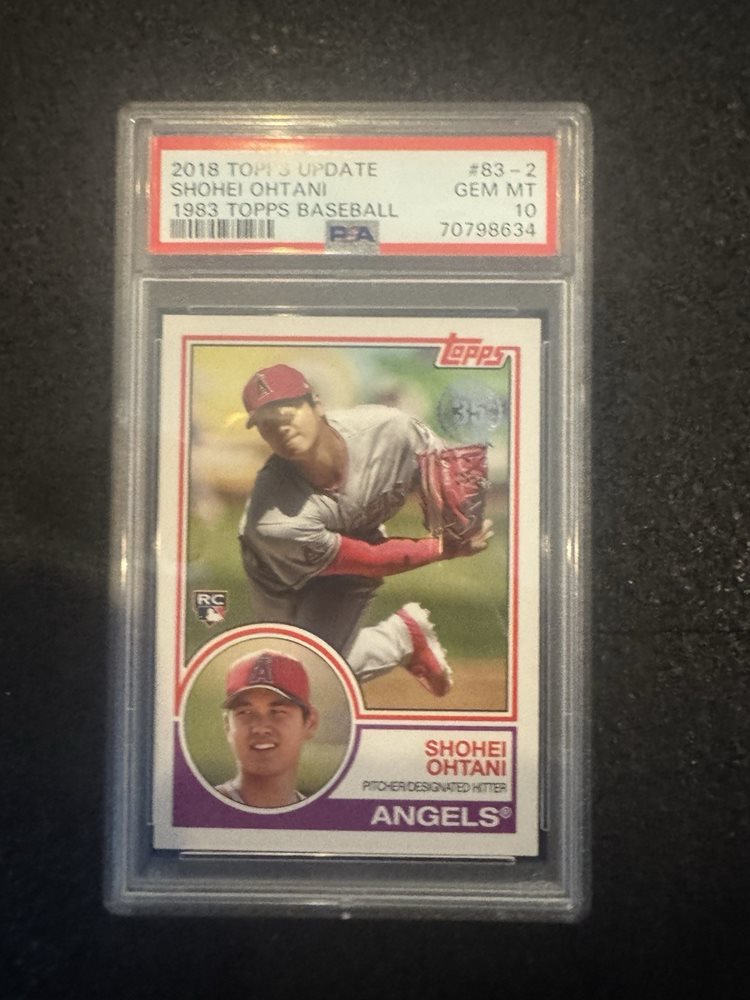 2018 TOPPS UPDATE #83-2
SHOHEI OHTANI GEM MT
1983 TOPPS BASEBALL 10
PSA 70798634
topps
35
A
RC
A
SHOHEI
OHTANI
PITCHER/DESIGNATED HITTER
ANGELS®